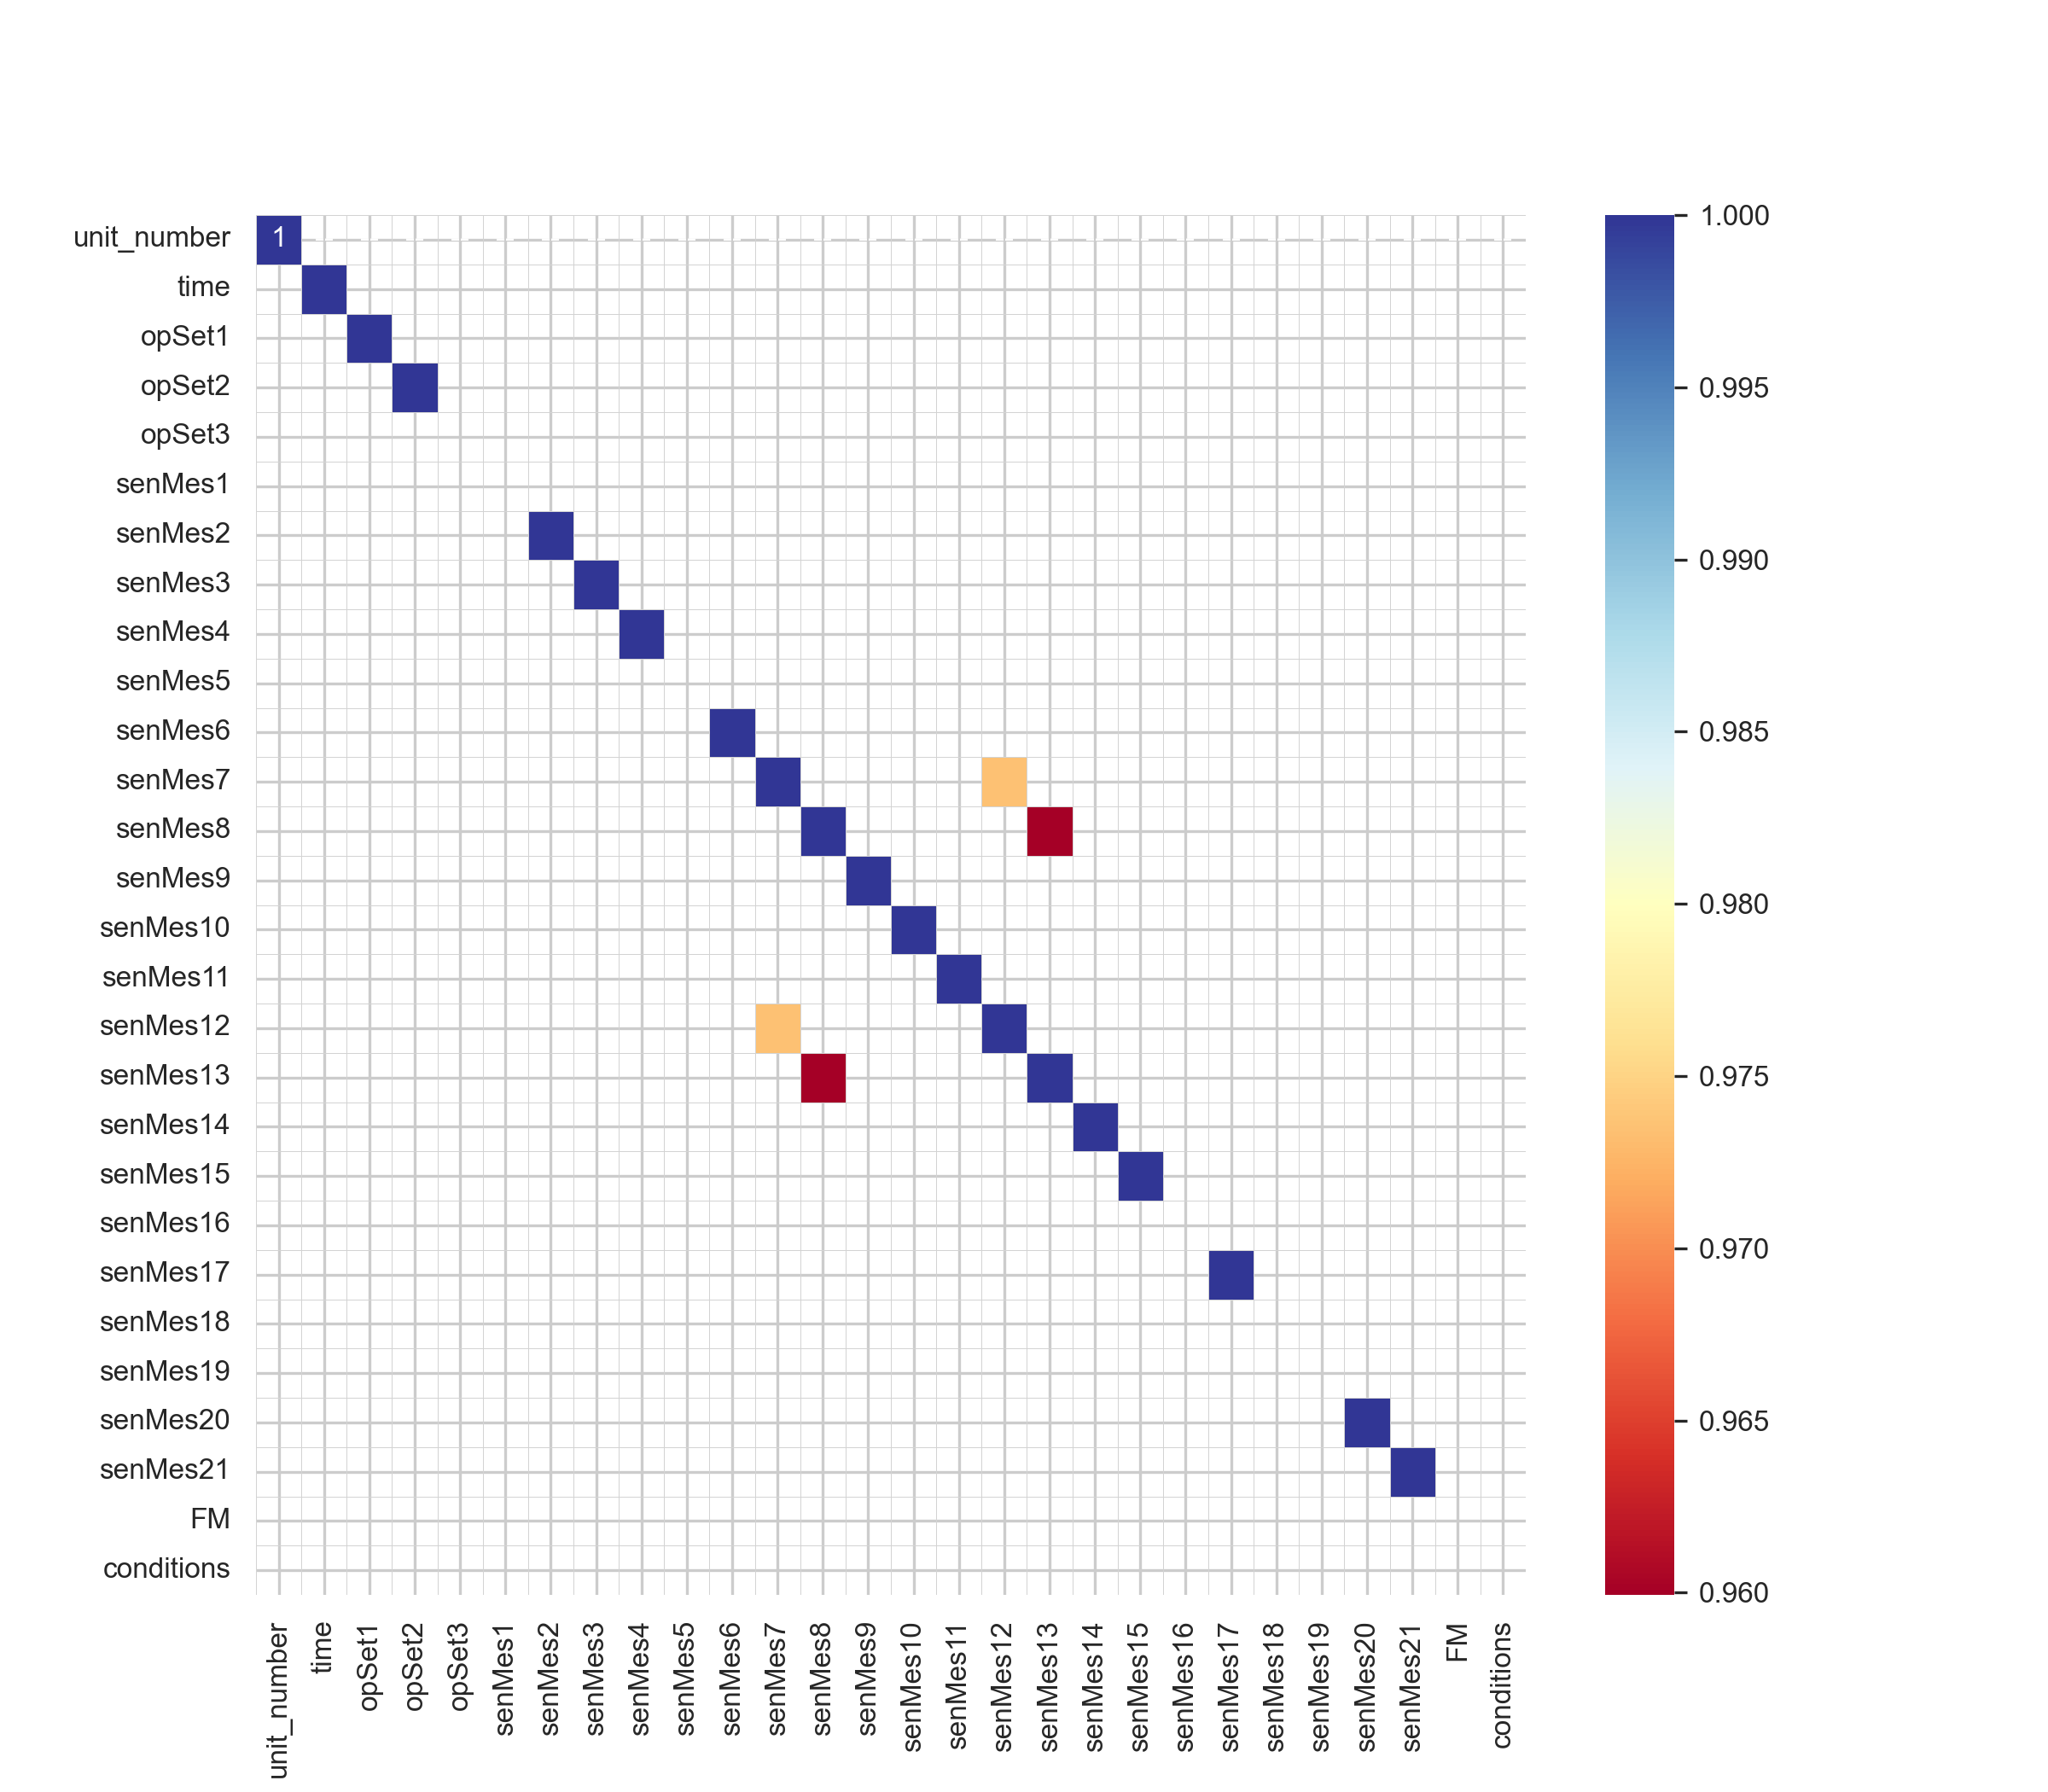 unit_number
time
opSet1
opSet2
opSet3
senMes1
senMes2
senMes3
senMes4
senMes5
senMes6
senMes7
senMes8
senMes9
senMes10
senMes11
senMes12
senMes13
senMes14
senMes15
senMes16
senMes17
senMes18
senMes19
senMes20
senMes21
FM
conditions
1
unit_number
time
opSet1
opSet2
opSet3
senMes1
senMes2
senMes3
senMes4
senMes5
senMes6
senMes7
senMes8
senMes9
senMes10
senMes11
senMes12
senMes13
senMes14
senMes15
senMes16
senMes17
senMes18
senMes19
senMes20
senMes21
FM
conditions
1.000
0.995
0.990
0.985
0.980
0.975
0.970
0.965
0.960